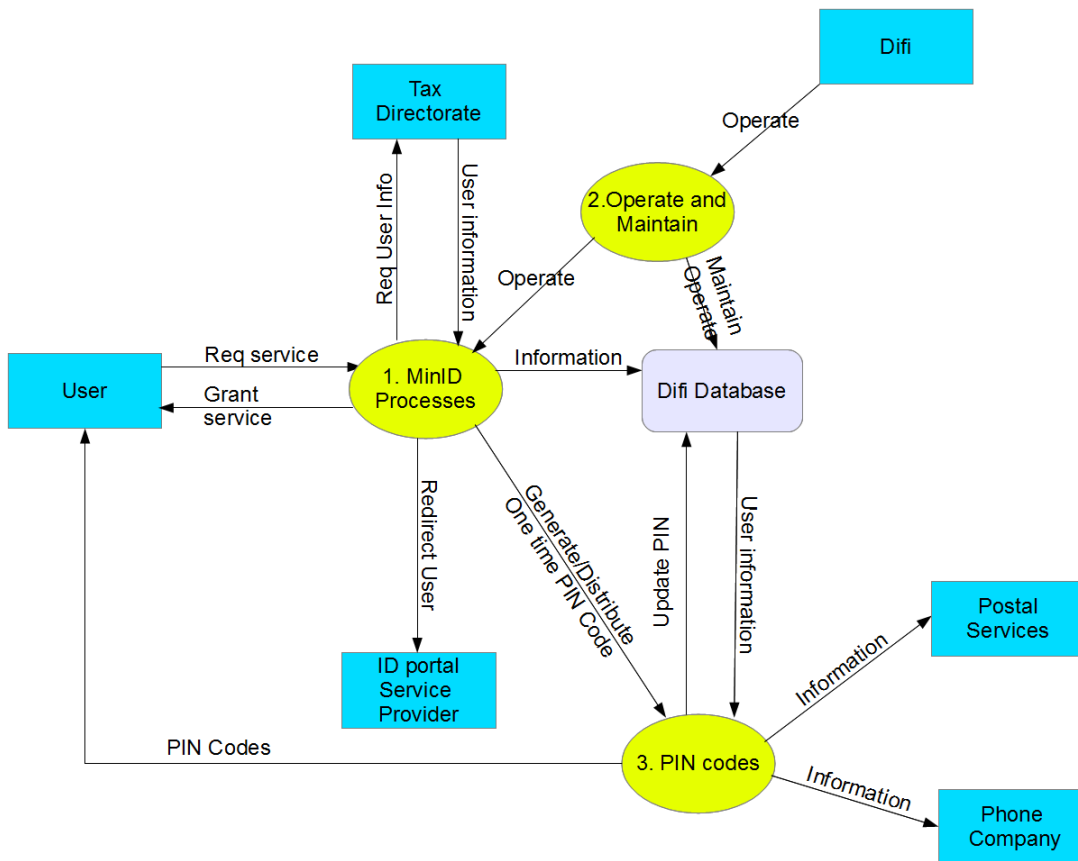 Difi
Tax
Directorate
Operate
2.Operate and
Maintain
Req User Info
User information
Operate
Maintain
Operate
User
Req service
Grant
service
1. MinID
Processes
Information
Difi Database
Redirect User
Generate/Distribute
One time PIN Code
Update PIN
User information
ID portal
Service
Provider
Postal
Services
Information
PIN Codes
3. PIN codes
Information
Phone
Company